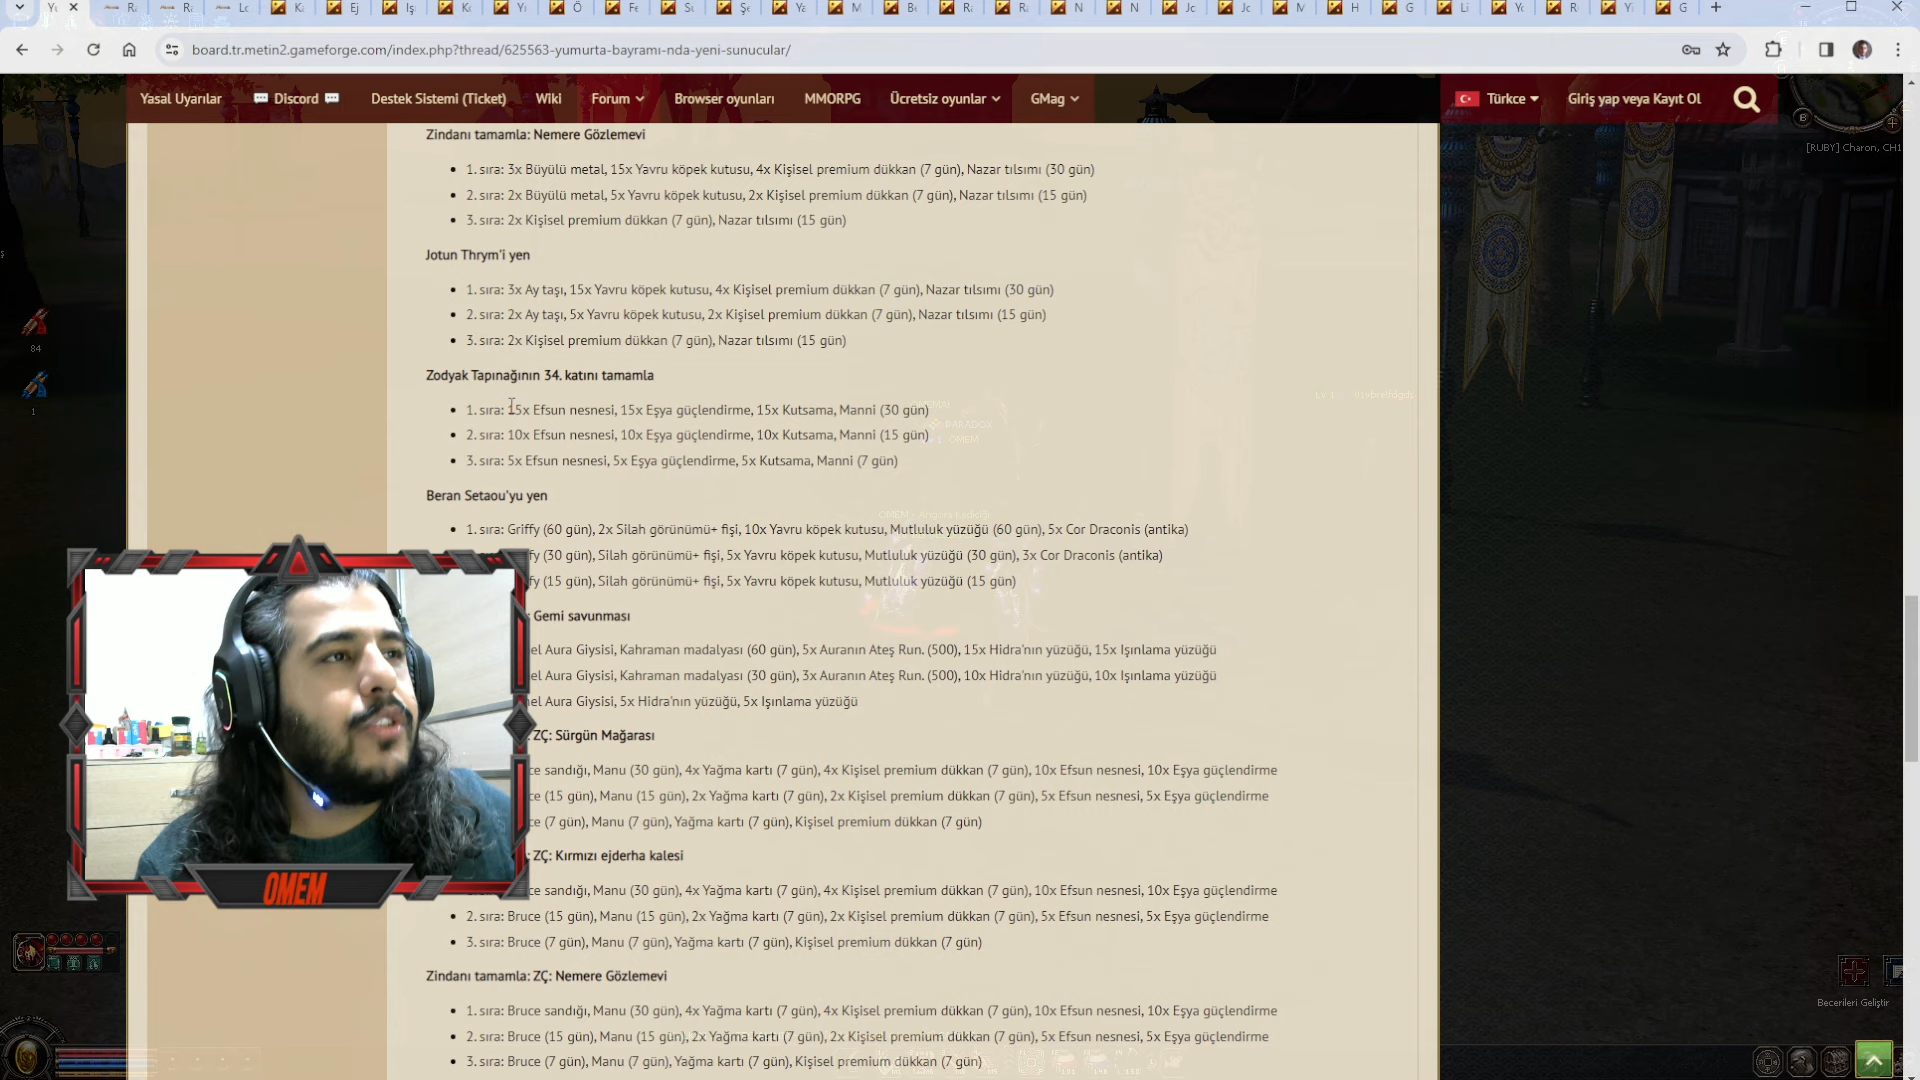 board.tr.metin2.gameforge.com/index.php?thread/625563-yumurta-bayramı-nda-yeni-sunucular/
Yasal Uyarılar Discord Destek Sistemi (Ticket) Wiki Forum Browser oyunları MMORPG Ücretsiz oyunlar GMag Türkçe Giriş yap veya Kayıt Ol
[RUBY] Charon, CH1
Zindanı tamamla: Nemere Gözlemevi
1. sıra: 3x Büyülü metal, 15x Yavru köpek kutusu, 4x Kişisel premium dükkan (7 gün), Nazar tılsımı (30 gün)
2. sıra: 2x Büyülü metal, 5x Yavru köpek kutusu, 2x Kişisel premium dükkan (7 gün), Nazar tılsımı (15 gün)
3. sıra: 2x Kişisel premium dükkan (7 gün), Nazar tılsımı (15 gün)
Jotun Thrym'i yen
1. sıra: 3x Ay taşı, 15x Yavru köpek kutusu, 4x Kişisel premium dükkan (7 gün), Nazar tılsımı (30 gün)
2. sıra: 2x Ay taşı, 5x Yavru köpek kutusu, 2x Kişisel premium dükkan (7 gün), Nazar tılsımı (15 gün)
3. sıra: 2x Kişisel premium dükkan (7 gün), Nazar tılsımı (15 gün)
84
1
Zodyak Tapınağının 34. katını tamamla
1. sıra: 15x Efsun nesnesi, 15x Eşya güçlendirme, 15x Kutsama, Manni (30 gün)
2. sıra: 10x Efsun nesnesi, 10x Eşya güçlendirme, 10x Kutsama, Manni (15 gün)
3. sıra: 5x Efsun nesnesi, 5x Eşya güçlendirme, 5x Kutsama, Manni (7 gün)
Beran Setaou'yu yen
1. sıra: Griffy (60 gün), 2x Silah görünümü+ fişi, 10x Yavru köpek kutusu, Mutluluk yüzüğü (60 gün), 5x Cor Draconis (antika)
fy (30 gün), Silah görünümü+ fişi, 5x Yavru köpek kutusu, Mutluluk yüzüğü (30 gün), 3x Cor Draconis (antika)
fy (15 gün), Silah görünümü+ fişi, 5x Yavru köpek kutusu, Mutluluk yüzüğü (15 gün)
Gemi savunması
el Aura Giysisi, Kahraman madalyası (60 gün), 5x Auranın Ateş Run. (500), 15x Hidra'nın yüzüğü, 15x Işınlama yüzüğü
el Aura Giysisi, Kahraman madalyası (30 gün), 3x Auranın Ateş Run. (500), 10x Hidra'nın yüzüğü, 10x Işınlama yüzüğü
el Aura Giysisi, 5x Hidra'nın yüzüğü, 5x Işınlama yüzüğü
ZÇ: Sürgün Mağarası
ce sandığı, Manu (30 gün), 4x Yağma kartı (7 gün), 4x Kişisel premium dükkan (7 gün), 10x Efsun nesnesi, 10x Eşya güçlendirme
ce (15 gün), Manu (15 gün), 2x Yağma kartı (7 gün), 2x Kişisel premium dükkan (7 gün), 5x Efsun nesnesi, 5x Eşya güçlendirme
ce (7 gün), Manu (7 gün), Yağma kartı (7 gün), Kişisel premium dükkan (7 gün)
ZÇ: Kırmızı ejderha kalesi
ce sandığı, Manu (30 gün), 4x Yağma kartı (7 gün), 4x Kişisel premium dükkan (7 gün), 10x Efsun nesnesi, 10x Eşya güçlendirme
2. sıra: Bruce (15 gün), Manu (15 gün), 2x Yağma kartı (7 gün), 2x Kişisel premium dükkan (7 gün), 5x Efsun nesnesi, 5x Eşya güçlendirme
3. sıra: Bruce (7 gün), Manu (7 gün), Yağma kartı (7 gün), Kişisel premium dükkan (7 gün)
OMEM
Zindanı tamamla: ZÇ: Nemere Gözlemevi
1. sıra: Bruce sandığı, Manu (30 gün), 4x Yağma kartı (7 gün), 4x Kişisel premium dükkan (7 gün), 10x Efsun nesnesi, 10x Eşya güçlendirme
2. sıra: Bruce (15 gün), Manu (15 gün), 2x Yağma kartı (7 gün), 2x Kişisel premium dükkan (7 gün), 5x Efsun nesnesi, 5x Eşya güçlendirme
3. sıra: Bruce (7 gün), Manu (7 gün), Yağma kartı (7 gün), Kişisel premium dükkan (7 gün)
Becerileri Geliştir